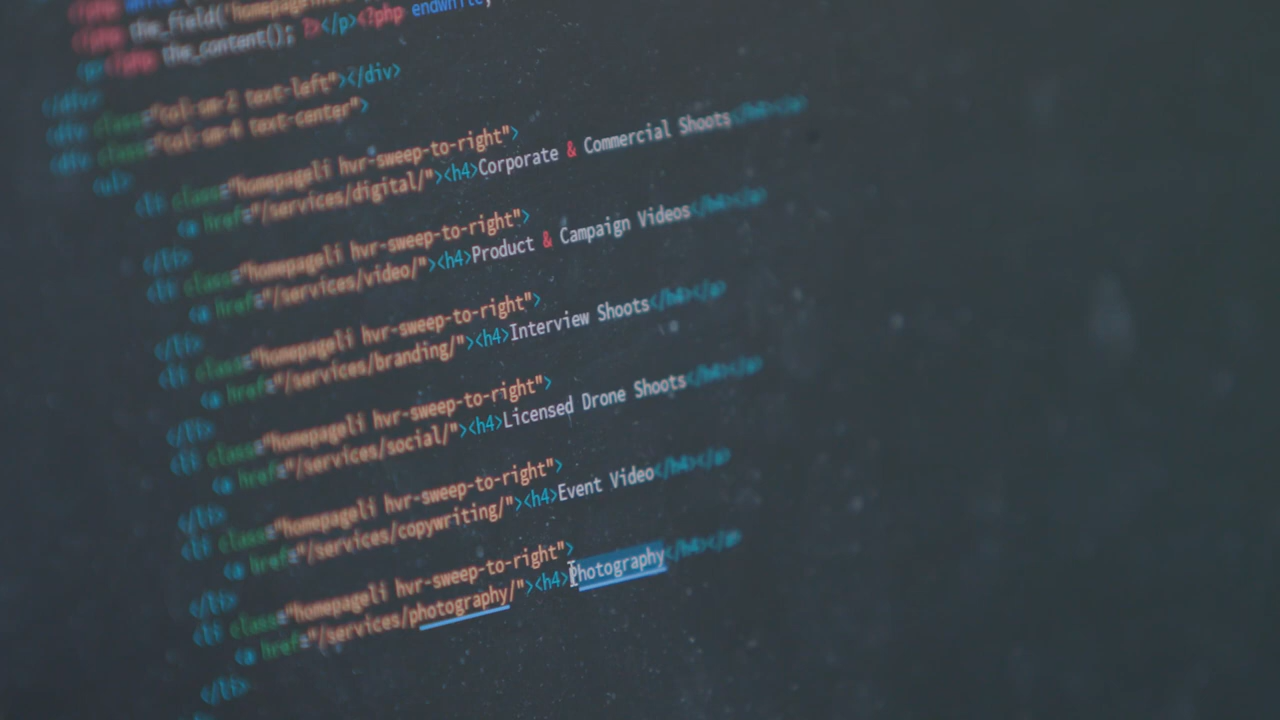 <?php
the_field('homepage
<?php the_content(); ?></p><?php endwhile;
<p><?php
</div>
<div class="col-sm-2 text-left"></div>
<div class="col-sm-4 text-center">
<ul>
<li class="homepageli hvr-sweep-to-right">
<a href="/services/digital/"><h4>Corporate & Commercial Shoots</h4></a>
</li>
<li class="homepageli hvr-sweep-to-right">
<a href="/services/video/"><h4>Product & Campaign Videos</h4></a>
</li>
<li class="homepageli hvr-sweep-to-right">
<a href="/services/branding/"><h4>Interview Shoots</h4></a>
</li>
<li class="homepageli hvr-sweep-to-right">
<a href="/services/social/"><h4>Licensed Drone Shoots</h4></a>
</li>
<li class="homepageli hvr-sweep-to-right">
<a href="/services/copywriting/"><h4>Event Video</h4></a>
</li>
<li class="homepageli hvr-sweep-to-right">
<a href="/services/photography/"><h4>Photography</h4></a>
</li>